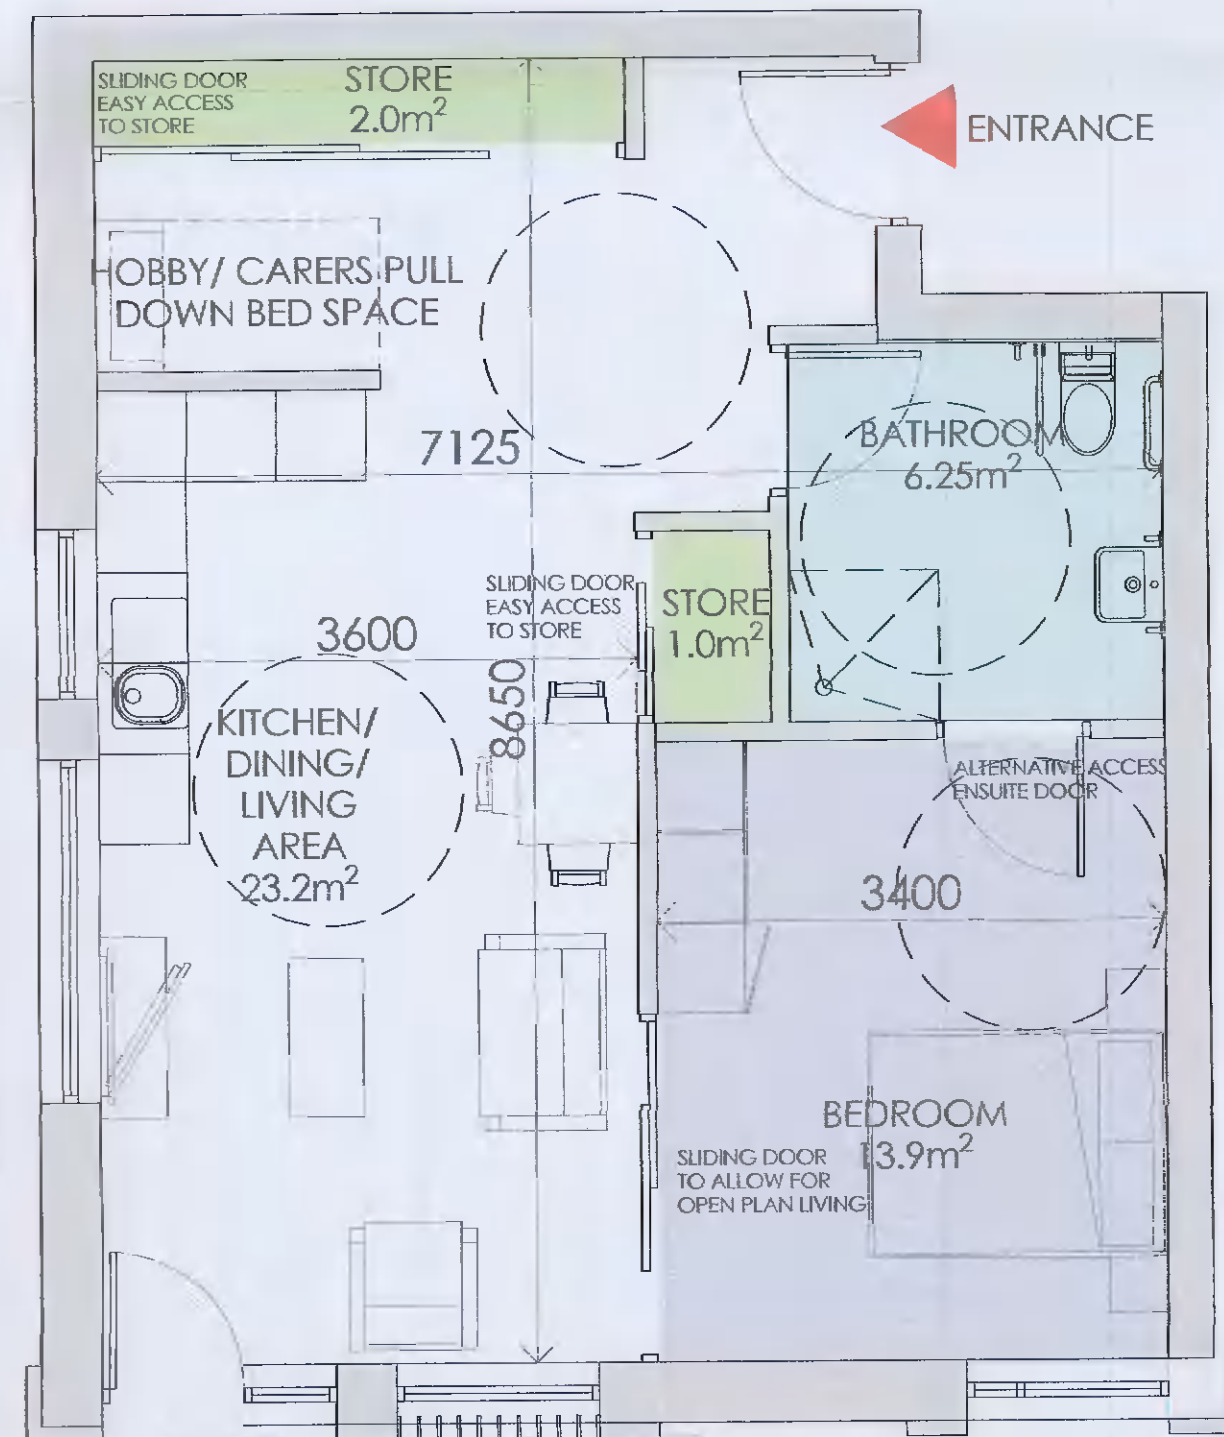 SLIDING DOOR
EASY ACCESS
TO STORE
STORE
2.0m²
ENTRANCE
HOBBY/ CARERS PULL
DOWN BED SPACE
7125
BATHROOM
6.25m²
SLIDING DOOR
EASY ACCESS
TO STORE
STORE
1.0m²
3600
8650
KITCHEN/
DINING/
LIVING
AREA
23.2m²
ALTERNATIVE ACCESS
ENSUITE DOOR
3400
BEDROOM
13.9m²
SLIDING DOOR
TO ALLOW FOR
OPEN PLAN LIVING